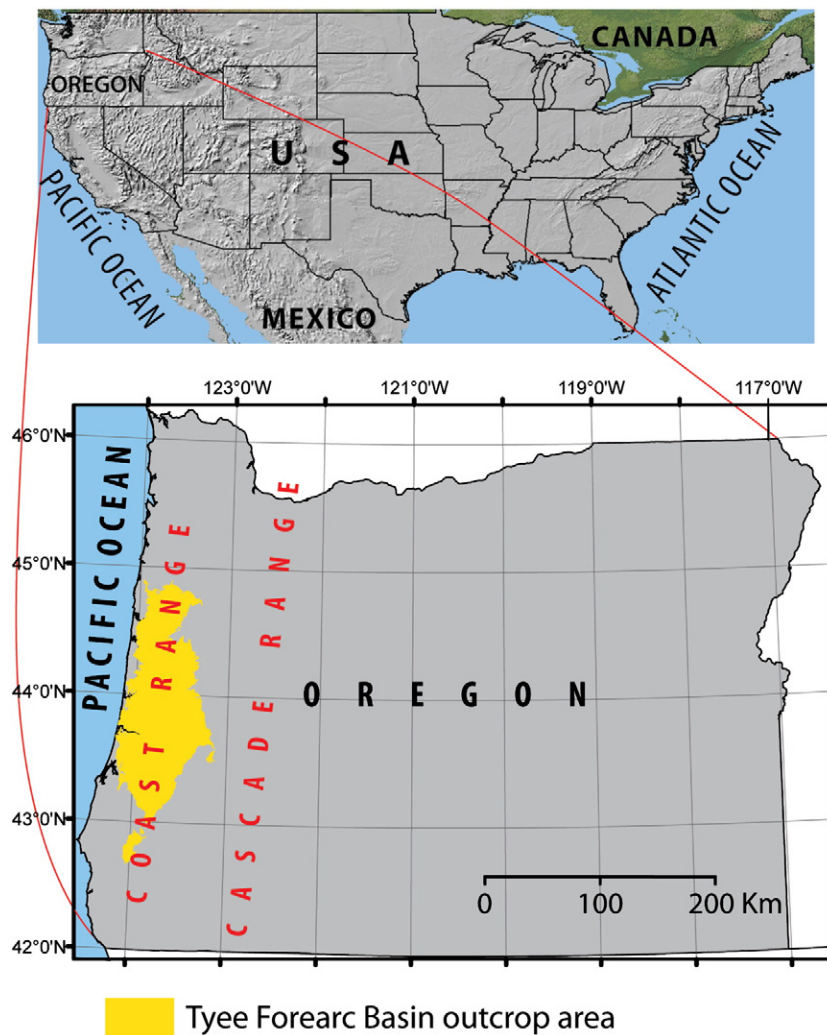 CANADA
OREGON
U S A
PACIFIC OCEAN
ATLANTIC OCEAN
MEXICO
123°0'W 121°0'W 119°0'W 117°0'W
46°0'N
45°0'N
44°0'N
43°0'N
42°0'N
PACIFIC OCEAN
COAST RANGE
CASCADE RANGE
OREGON
0 100 200 Km
Tyee Forearc Basin outcrop area